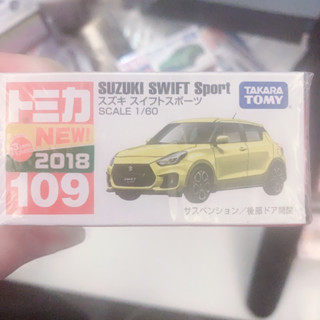 トミカ
NEW!
2018
109
SUZUKI SWIFT Sport
スズキ スイフトスポーツ
SCALE 1/60
TAKARA
TOMY
サスペンション/後部ドア開閉